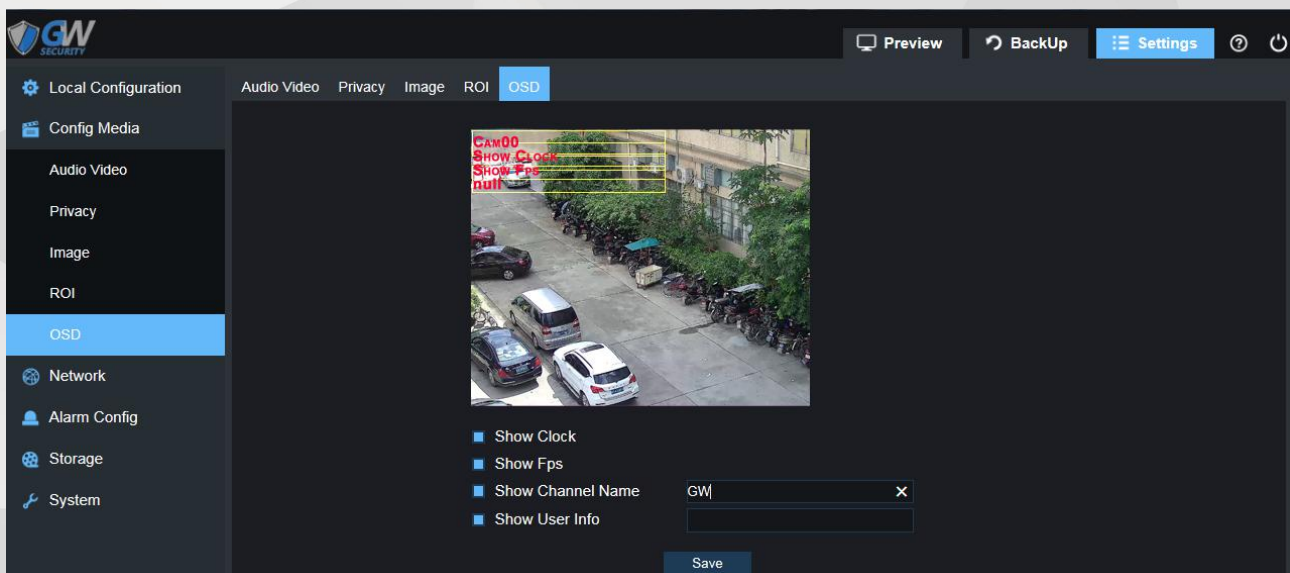 GW
SECURITY
Preview
BackUp
Settings
Local Configuration
Audio Video Privacy Image ROI OSD
Config Media
Audio Video
Privacy
Image
ROI
OSD
Network
Alarm Config
Storage
System
CAM00
SHOW CLOCK
SHOW FPS
null
Show Clock
Show Fps
Show Channel Name GW
Show User Info
Save